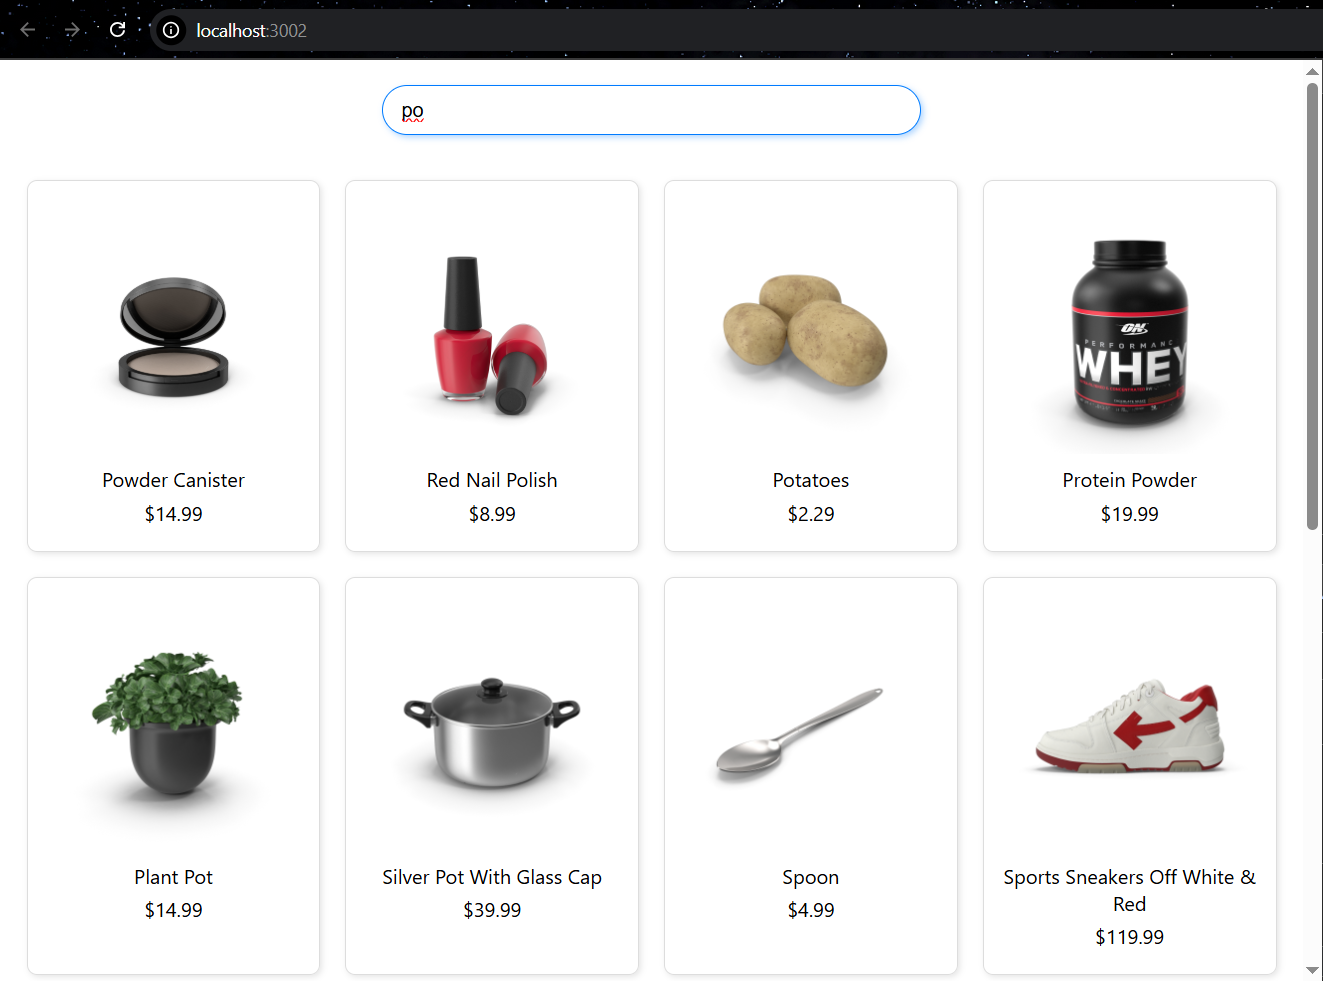 localhost:3002
po
Powder Canister
$14.99
Red Nail Polish
$8.99
Potatoes
$2.29
ON
PERFORMANC
WHEY
Protein Powder
$19.99
Plant Pot
$14.99
Silver Pot With Glass Cap
$39.99
Spoon
$4.99
Sports Sneakers Off White &
Red
$119.99